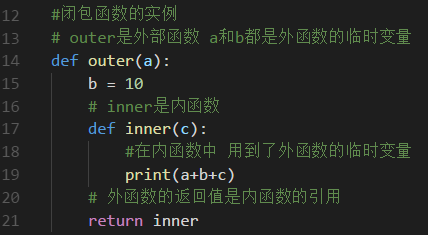 12 #闭包函数的实例
13 # outer是外部函数 a和b都是外函数的临时变量
14 def outer(a):
15     b = 10
16     # inner是内函数
17     def inner(c):
18         #在内函数中 用到了外函数的临时变量
19         print(a+b+c)
20     # 外函数的返回值是内函数的引用
21     return inner